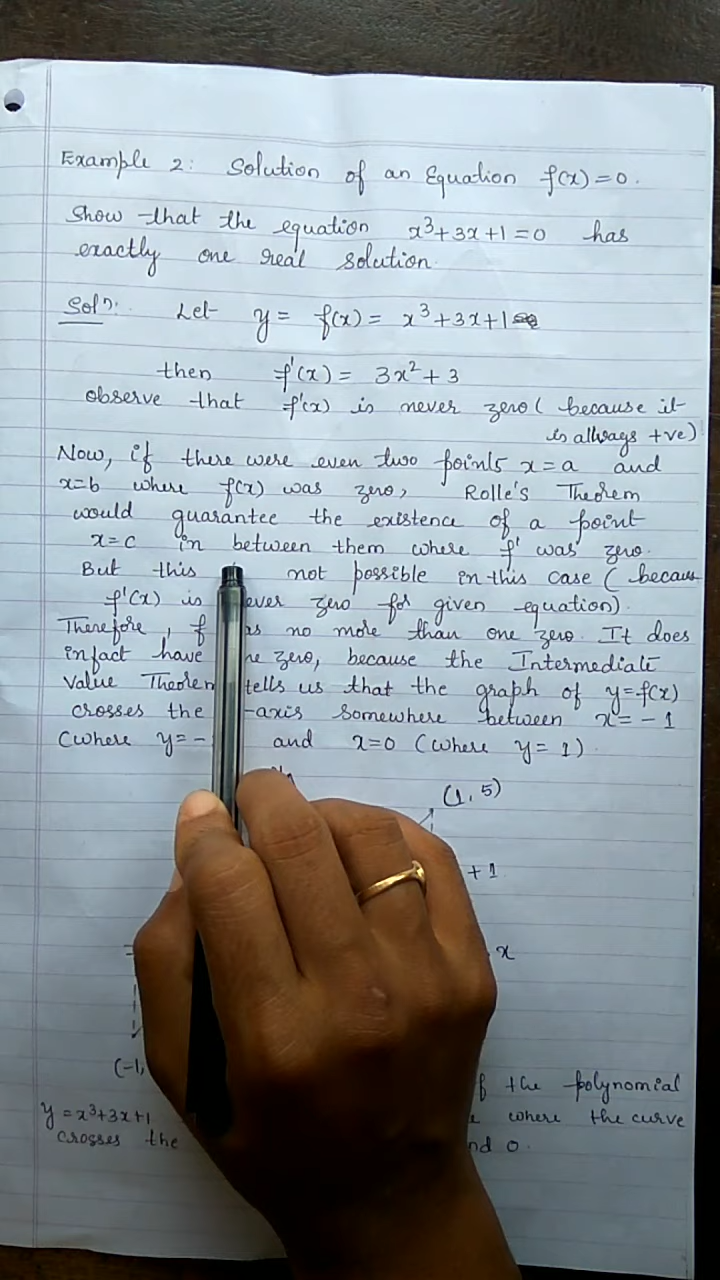 Example 2: Solution of an Equation f(x)=0.
Show that the equation x³+3x+1=0 has
exactly one real solution.
Solⁿ: Let y = f(x) = x³+3x+1
then f'(x) = 3x²+3
observe that f'(x) is never zero ( because it
is allways +ve)
Now, if there were even two points x=a and
x=b where f(x) was zero, Rolle's Theorem
would guarantee the existence of a point
x=c in between them where f' was zero.
But this not possible in this case ( becaus
f'(x) is ever zero for given equation).
Therefore, f as no more than one zero. It does
infact have ne zero, because the Intermediate
Value Theorem tells us that the graph of y=f(x)
crosses the -axis somewhere between x=-1
(where y=- and x=0 (where y=1).
(1, 5)
+1
x
(-1,
f the polynomial
y=x³+3x+1 where the curve
crosses the nd 0.